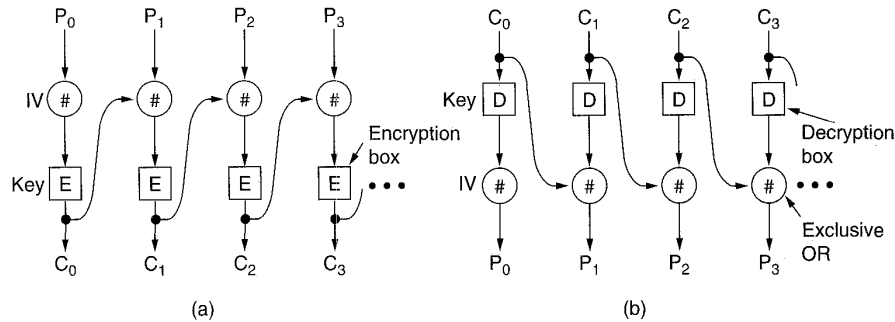 P0 P1 P2 P3
IV # # # #
Encryption
box
Key E E E E
C0 C1 C2 C3
(a)
C0 C1 C2 C3
Key D D D D
Decryption
box
IV # # # #
Exclusive
OR
P0 P1 P2 P3
(b)